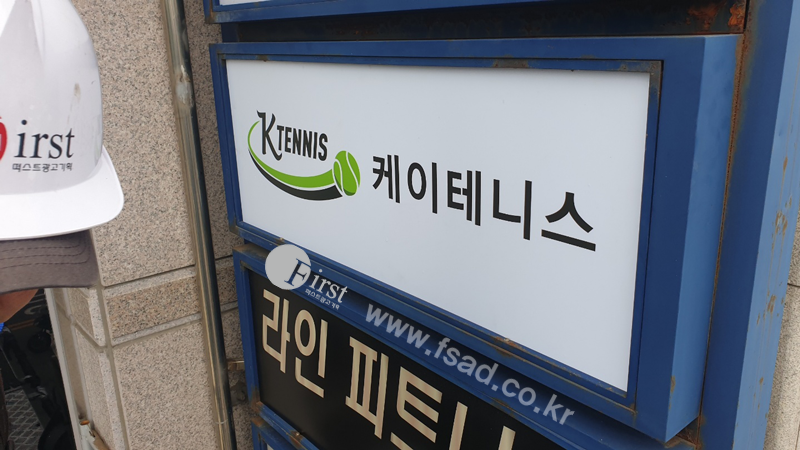 irst
퍼스트광고기획
K TENNIS
케이테니스
First
퍼스트광고기획
www.fsad.co.kr
라인 피트니